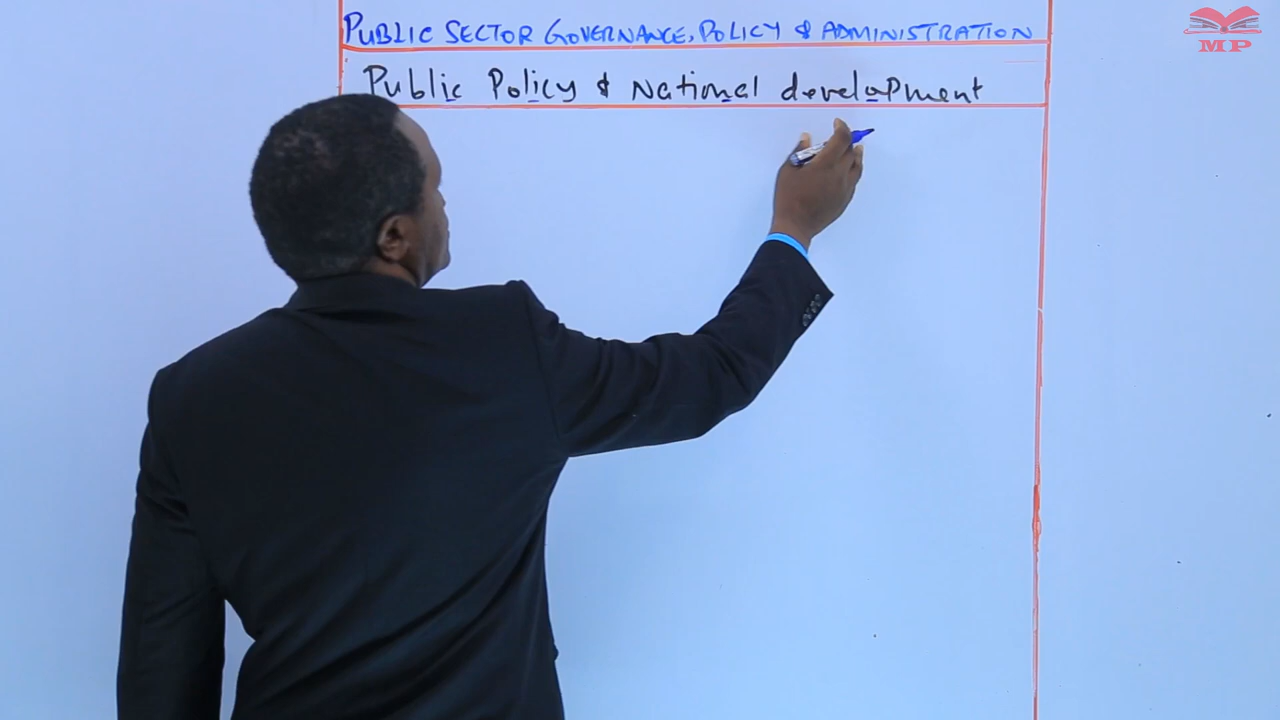 PUBLIC SECTOR GOVERNANCE, POLICY & ADMINISTRATION
Public Policy & National development
MP